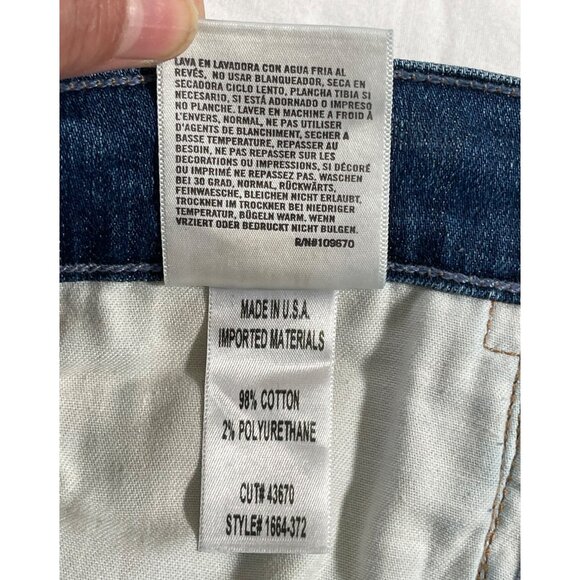 LAVA EN LAVADORA CON AGUA FRIA AL
REVÉS, NO USAR BLANQUEADOR, SECA EN
SECADORA CICLO LENTO, PLANCHA TIBIA SI
NECESARIO, SI ESTÁ ADORNADO O IMPRESO
NO PLANCHE. LAVER EN MACHINE A FROID À
L'ENVERS, NORMAL, NE PAS UTILISER
D'AGENTS DE BLANCHIMENT, SECHER A
BASSE TEMPERATURE, REPASSER AU
BESOIN, NE PAS REPASSER SUR LES
DECORATIONS OU IMPRESSIONS, SI DÉCORÉ
OU IMPRIMÉ NE REPASSEZ PAS. WASCHEN
BEI 30 GRAD, NORMAL, RÜCKWÄRTS,
FEINWAESCHE, BLEICHEN NICHT ERLAUBT,
TROCKNEN IM TROCKNER BEI NIEDRIGER
TEMPERATUR, BÜGELN WARM. WENN
VRZIERT ODER BEDRUCKT NICHT BULGEN.
R/N#109670
MADE IN U.S.A.
IMPORTED MATERIALS
98% COTTON
2% POLYURETHANE
CUT# 43670
STYLE# 1664-372